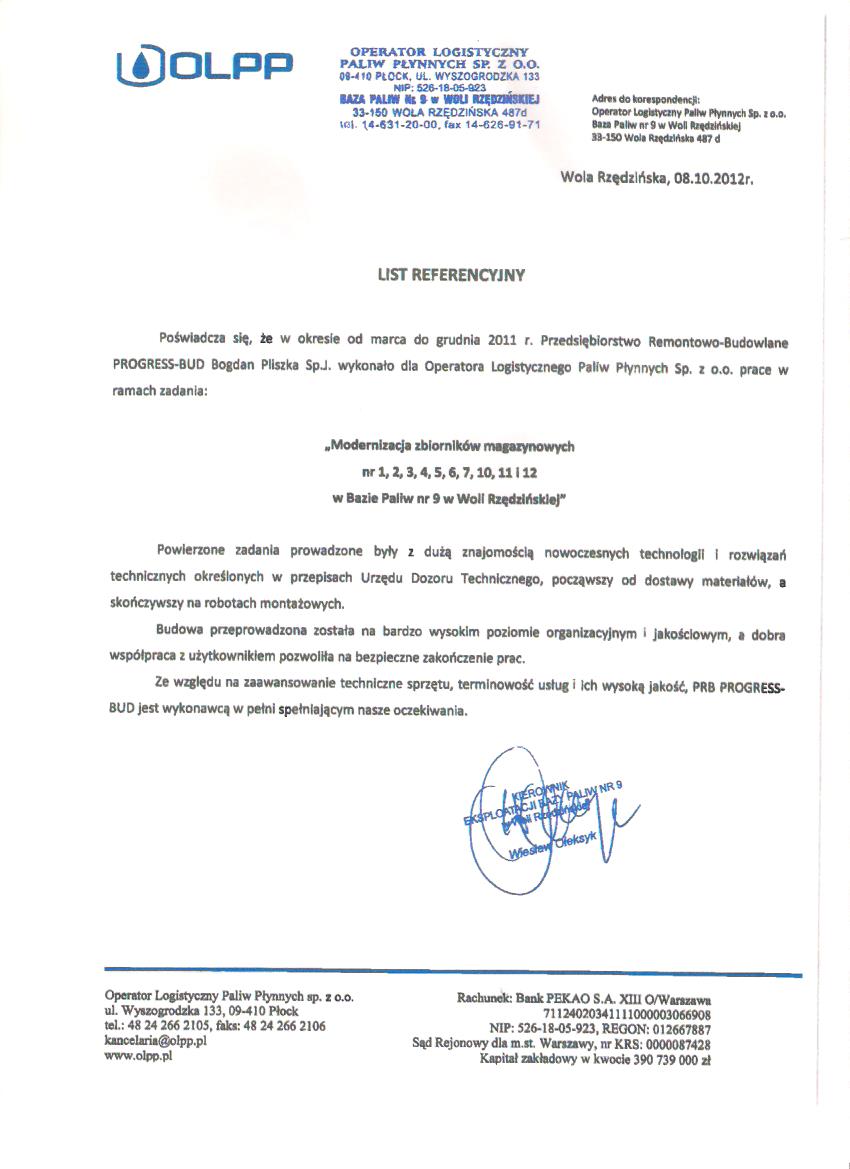 OLPP
OPERATOR LOGISTYCZNY
PALIW PŁYNNYCH SP. Z O.O.
09-410 PŁOCK, UL. WYSZOGRODZKA 133
NIP: 526-18-05-923
BAZA PALIW Nr 9 w WOLI RZĘDZIŃSKIEJ
33-150 WOLA RZĘDZIŃSKA 487d
tel. 14-631-20-00, fax 14-626-91-71
Adres do korespondencji:
Operator Logistyczny Paliw Płynnych Sp. z o.o.
Baza Paliw nr 9 w Woli Rzędzińskiej
33-150 Wola Rzędzińska 487 d
Wola Rzędzińska, 08.10.2012r.
LIST REFERENCYJNY
Poświadcza się, że w okresie od marca do grudnia 2011 r. Przedsiębiorstwo Remontowo-Budowlane
PROGRESS-BUD Bogdan Pliszka Sp.J. wykonało dla Operatora Logistycznego Paliw Płynnych Sp. z o.o. prace w
ramach zadania:
„Modernizacja zbiorników magazynowych
nr 1, 2, 3, 4, 5, 6, 7, 10, 11 i 12
w Bazie Paliw nr 9 w Woli Rzędzińskiej”
Powierzone zadania prowadzone były z dużą znajomością nowoczesnych technologii i rozwiązań
technicznych określonych w przepisach Urzędu Dozoru Technicznego, począwszy od dostawy materiałów, a
skończywszy na robotach montażowych.
Budowa przeprowadzona została na bardzo wysokim poziomie organizacyjnym i jakościowym, a dobra
współpraca z użytkownikiem pozwoliła na bezpieczne zakończenie prac.
Ze względu na zaawansowanie techniczne sprzętu, terminowość usług i ich wysoką jakość, PRB PROGRESS-
BUD jest wykonawcą w pełni spełniającym nasze oczekiwania.
KIEROWNIK
EKSPLOATACJI BAZY PALIW NR 9
w Woli Rzędzińskiej
Wiesław Oleksyk
Operator Logistyczny Paliw Płynnych sp. z o.o.
ul. Wyszogrodzka 133, 09-410 Płock
tel.: 48 24 266 2105, faks: 48 24 266 2106
kancelaria@olpp.pl
www.olpp.pl
Rachunek: Bank PEKAO S.A. XIII O/Warszawa
71124020341111000003066908
NIP: 526-18-05-923, REGON: 012667887
Sąd Rejonowy dla m.st. Warszawy, nr KRS: 0000087428
Kapitał zakładowy w kwocie 390 739 000 zł